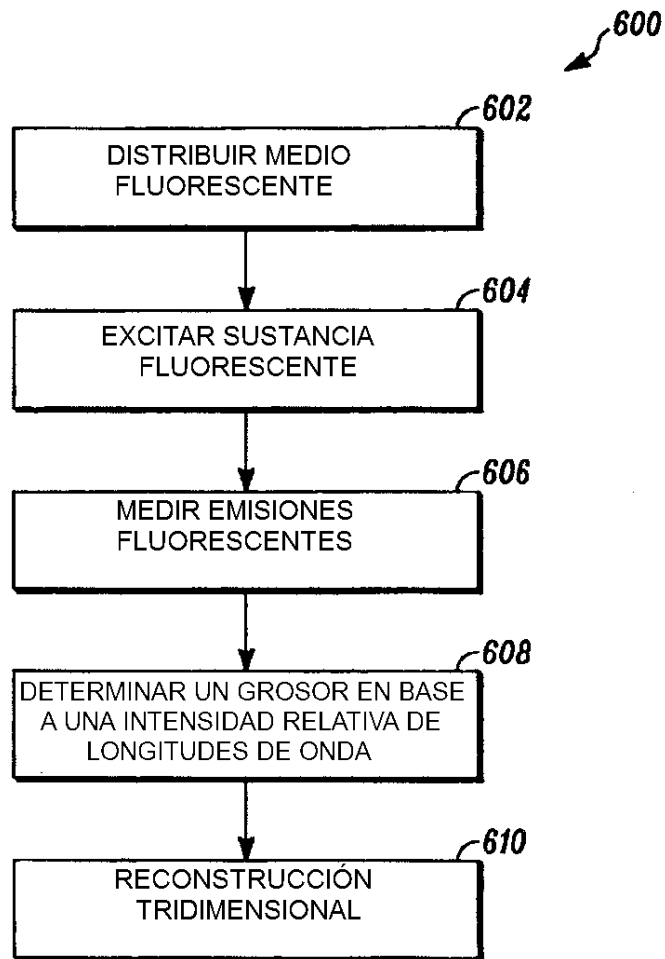 600
602
DISTRIBUIR MEDIO
FLUORESCENTE
604
EXCITAR SUSTANCIA
FLUORESCENTE
606
MEDIR EMISIONES
FLUORESCENTES
608
DETERMINAR UN GROSOR EN BASE
A UNA INTENSIDAD RELATIVA DE
LONGITUDES DE ONDA
610
RECONSTRUCCIÓN
TRIDIMENSIONAL